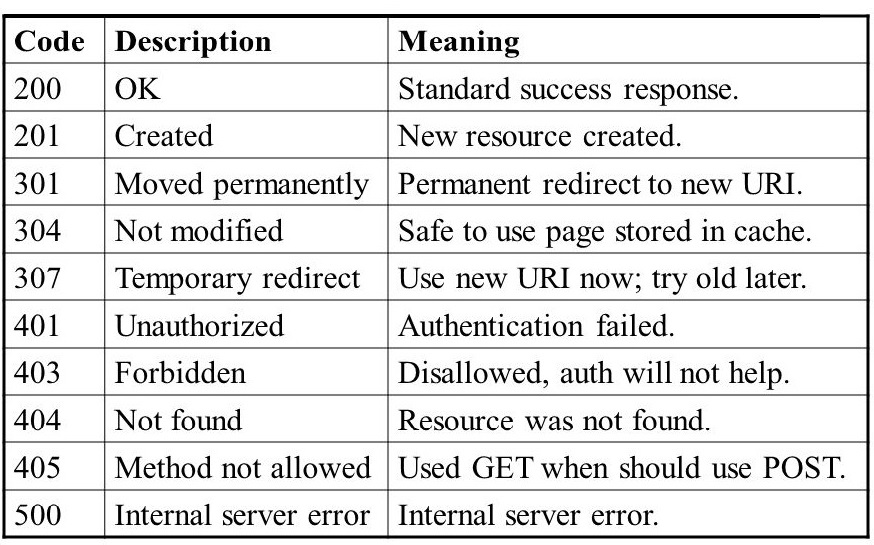 Code Description Meaning
200 OK Standard success response.
201 Created New resource created.
301 Moved permanently Permanent redirect to new URI.
304 Not modified Safe to use page stored in cache.
307 Temporary redirect Use new URI now; try old later.
401 Unauthorized Authentication failed.
403 Forbidden Disallowed, auth will not help.
404 Not found Resource was not found.
405 Method not allowed Used GET when should use POST.
500 Internal server error Internal server error.